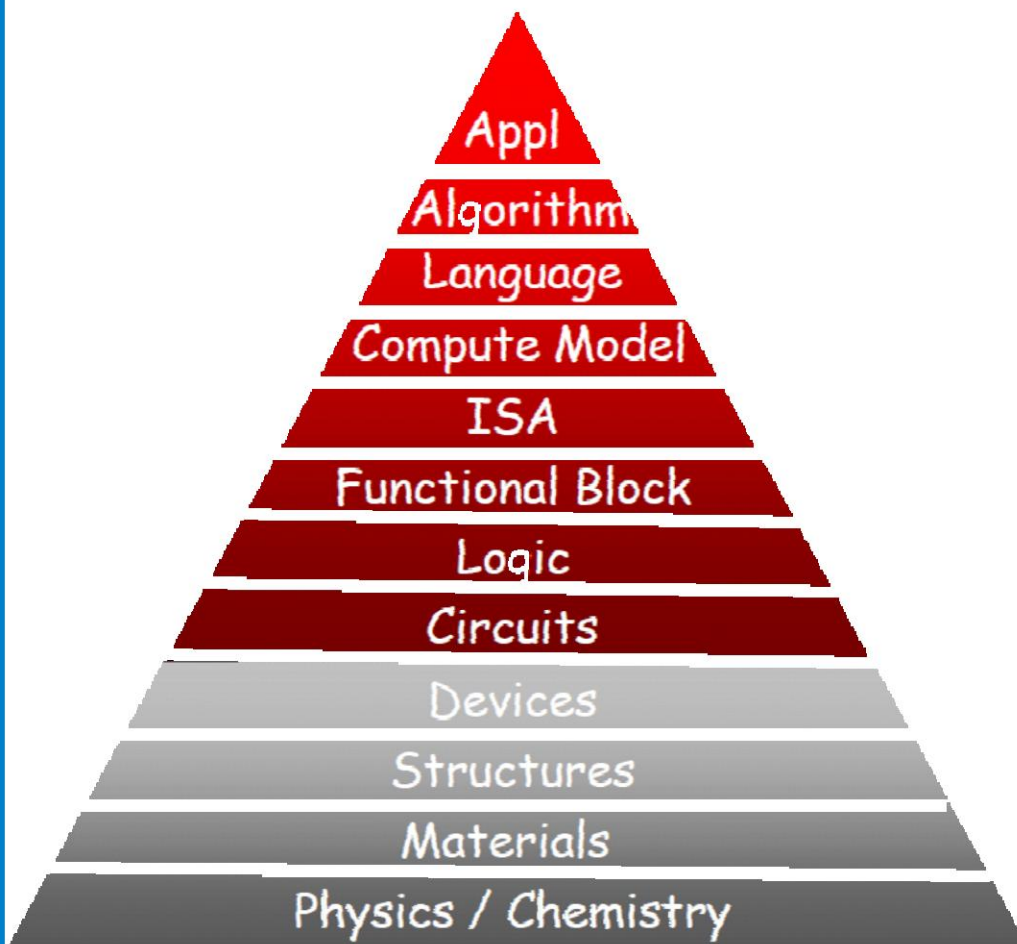 Appl
Algorithm
Language
Compute Model
ISA
Functional Block
Logic
Circuits
Devices
Structures
Materials
Physics / Chemistry